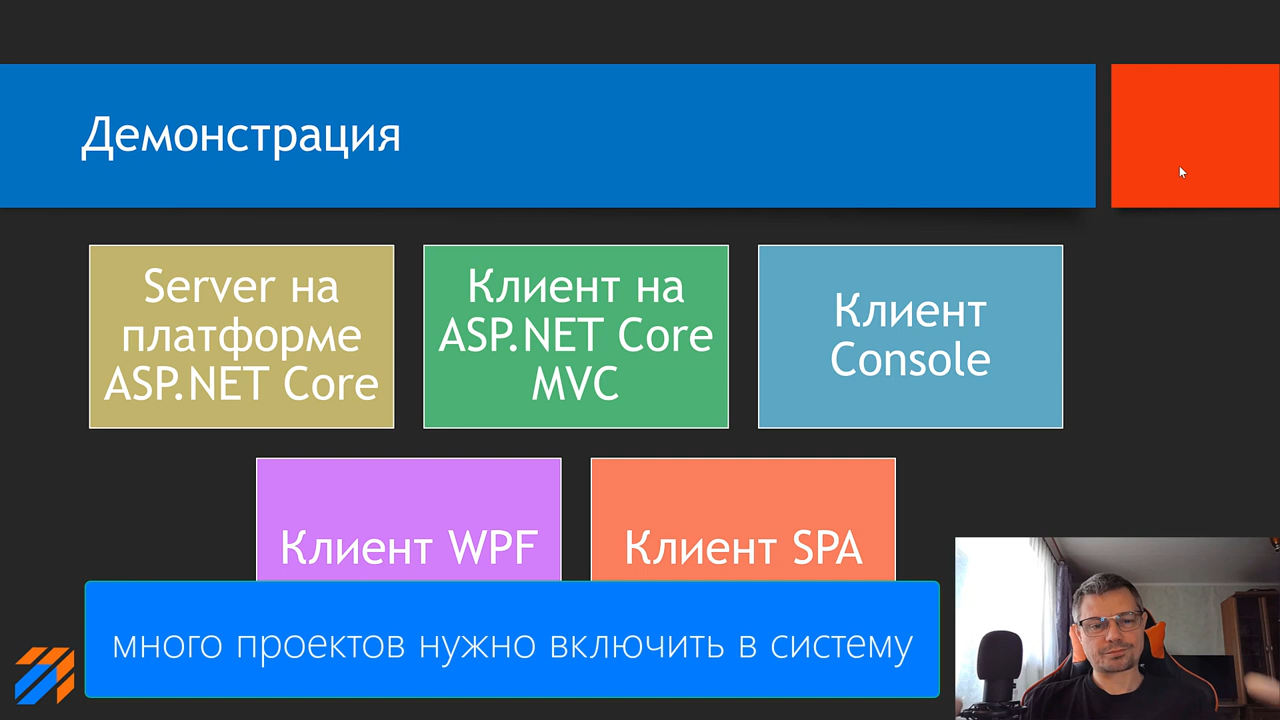 Демонстрация
Server на
платформе
ASP.NET Core
Клиент на
ASP.NET Core
MVC
Клиент
Console
Клиент WPF
Клиент SPA
много проектов нужно включить в систему